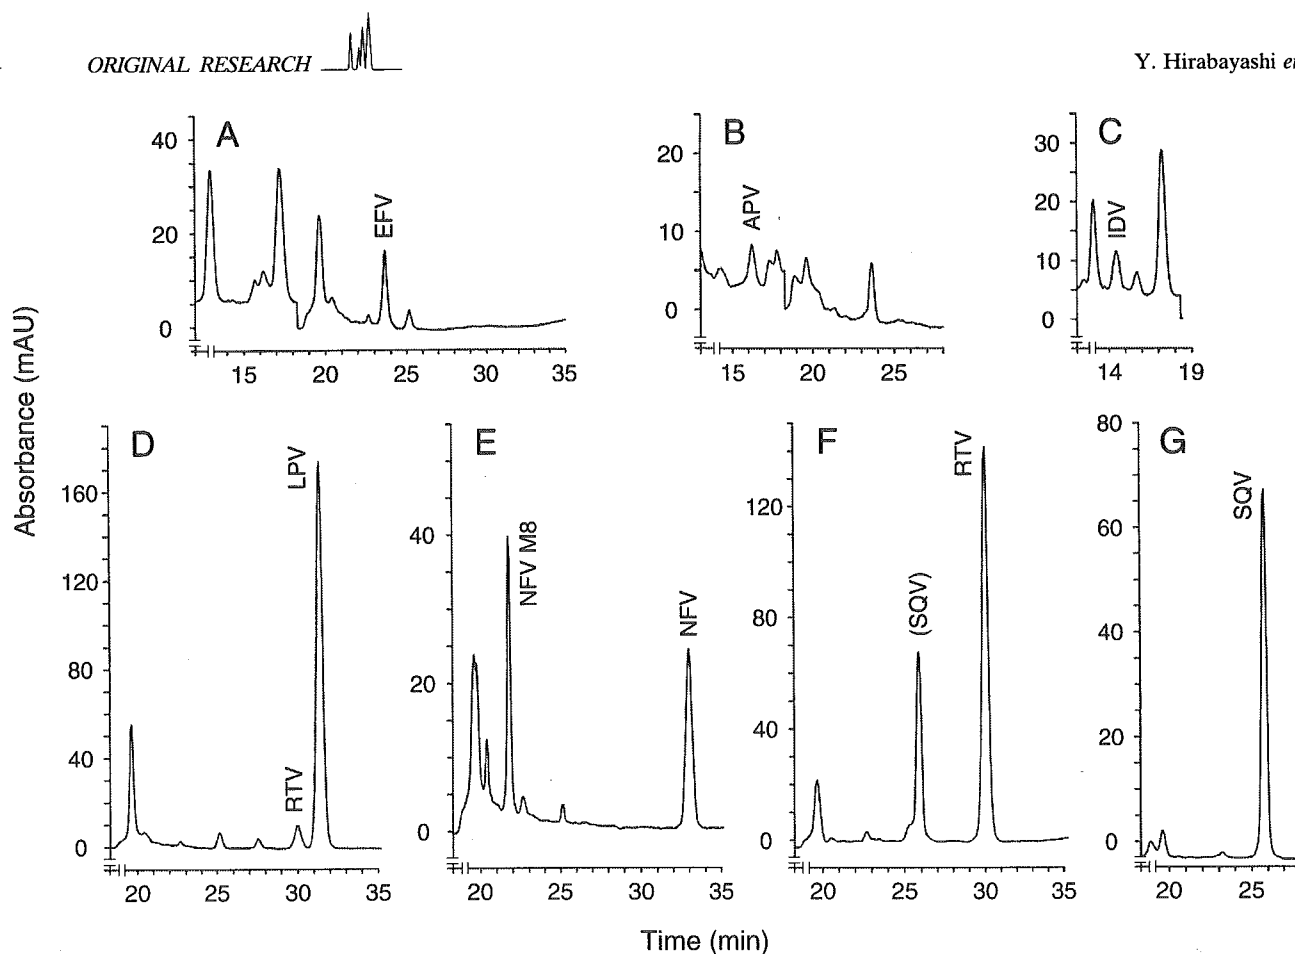 ORIGINAL RESEARCH
Y. Hirabayashi
Absorbance (mAU)
A
40
20
0
EFV
15 20 25 30 35
B
20
10
0
APV
15 20 25
C
30
20
10
0
IDV
14 19
D
160
120
80
40
0
RTV
LPV
20 25 30 35
E
40
20
0
NFV M8
NFV
20 25 30 35
F
120
80
40
0
(SQV)
RTV
20 25 30 35
G
80
60
40
20
0
SQV
20 25
Time (min)